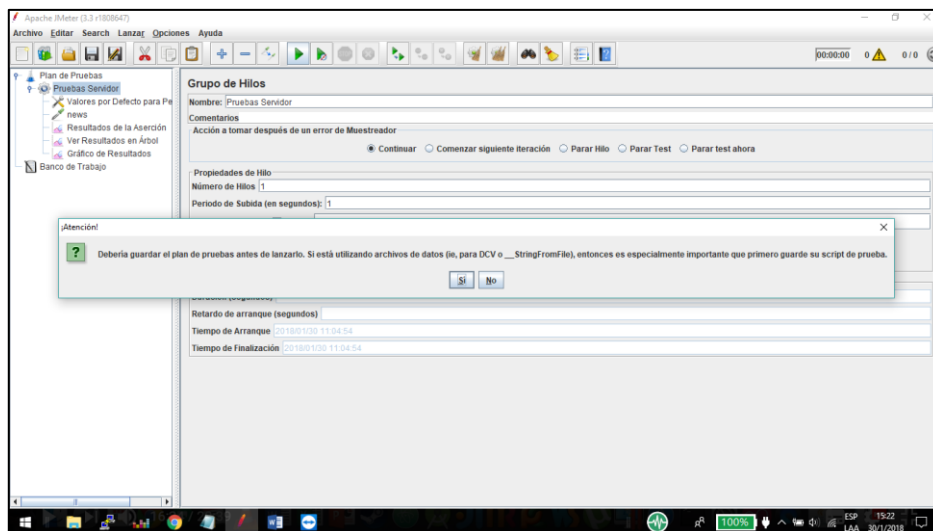 Apache JMeter (3.3 r1808647)
Archivo Editar Search Lanzar Opciones Ayuda
00:00:00 0 0 / 0
Plan de Pruebas
Pruebas Servidor
Valores por Defecto para Pe
news
Resultados de la Aserción
Ver Resultados en Árbol
Gráfico de Resultados
Banco de Trabajo
Grupo de Hilos
Nombre: Pruebas Servidor
Comentarios
Acción a tomar después de un error de Muestreador
Continuar Comenzar siguiente iteración Parar Hilo Parar Test Parar test ahora
Propiedades de Hilo
Número de Hilos 1
Periodo de Subida (en segundos): 1
¡Atención!
Debería guardar el plan de pruebas antes de lanzarlo. Si está utilizando archivos de datos (ie, para DCV o __StringFromFile), entonces es especialmente importante que primero guarde su script de prueba.
Sí No
Retardo de arranque (segundos)
Tiempo de Arranque 2018/01/30 11:04:54
Tiempo de Finalización 2018/01/30 11:04:54
100%
ESP 15:22
LAA 30/1/2018